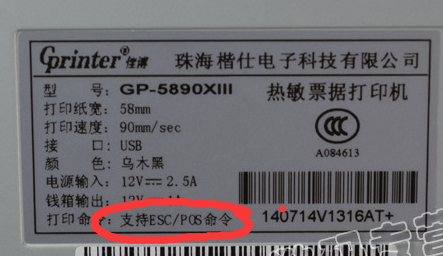 Gprinter® 佳博 珠海楷仕电子科技有限公司
型 号: GP-5890XIII 热敏票据打印机
打印纸宽: 58mm
打印速度: 90mm/sec
接 口: USB
A084613
颜 色: 乌木黑
电源输入: 12V 2.5A
钱箱输出: 12V 1A
打印命令: 支持ESC/POS命令
140714V1316AT+